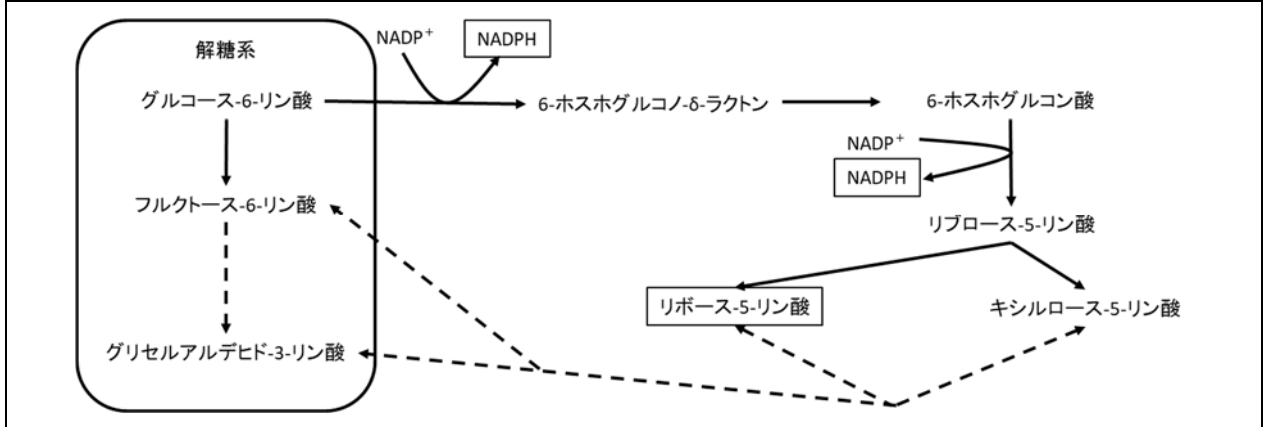 解糖系
NADP⁺
NADPH
グルコース-6-リン酸
6-ホスホグルコノ-δ-ラクトン
6-ホスホグルコン酸
NADP⁺
NADPH
フルクトース-6-リン酸
リブロース-5-リン酸
リボース-5-リン酸
キシルロース-5-リン酸
グリセルアルデヒド-3-リン酸